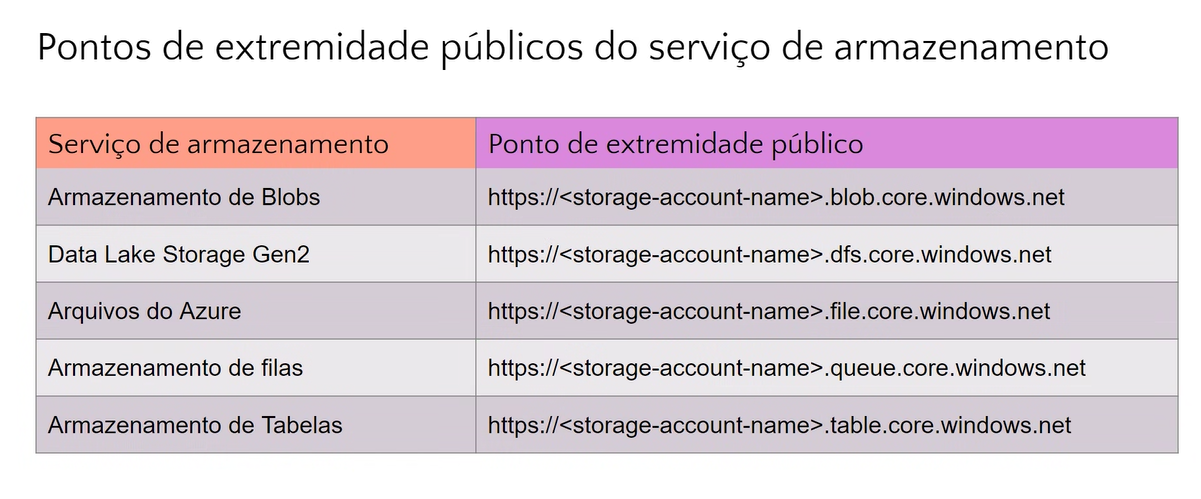 Pontos de extremidade públicos do serviço de armazenamento
Serviço de armazenamento Ponto de extremidade público
Armazenamento de Blobs https://<storage-account-name>.blob.core.windows.net
Data Lake Storage Gen2 https://<storage-account-name>.dfs.core.windows.net
Arquivos do Azure https://<storage-account-name>.file.core.windows.net
Armazenamento de filas https://<storage-account-name>.queue.core.windows.net
Armazenamento de Tabelas https://<storage-account-name>.table.core.windows.net